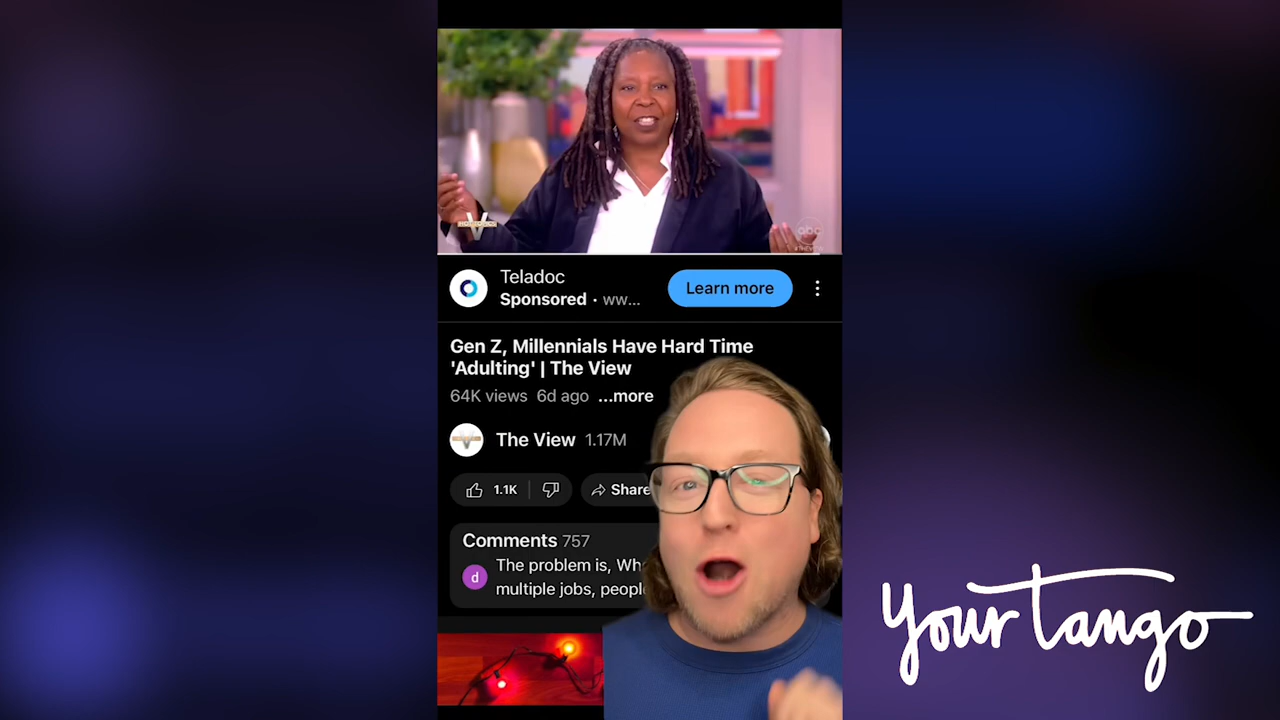 abc
Teladoc
Sponsored · ww...
Learn more
Gen Z, Millennials Have Hard Time
'Adulting' | The View
64K views 6d ago ...more
The View 1.17M
1.1K
Share
Comments 757
d
The problem is, Wh
multiple jobs, peopl
YourTango